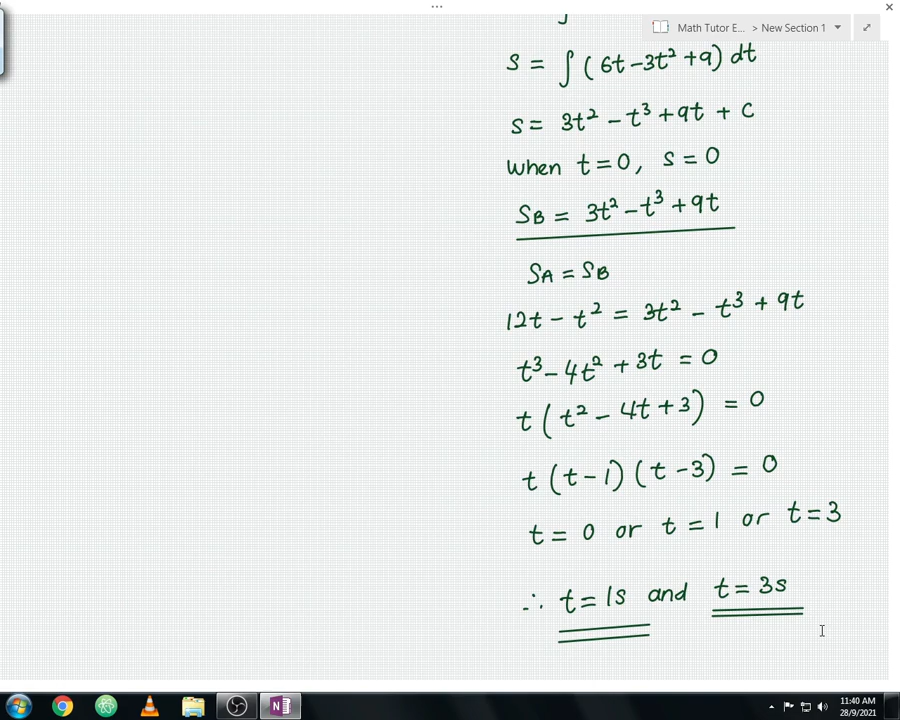 Math Tutor E... > New Section 1
s = ∫ (6t - 3t² + 9) dt
s = 3t² - t³ + 9t + c
when t = 0, s = 0
SB = 3t² - t³ + 9t
SA = SB
12t - t² = 3t² - t³ + 9t
t³ - 4t² + 3t = 0
t (t² - 4t + 3) = 0
t (t - 1) (t - 3) = 0
t = 0 or t = 1 or t = 3
∴ t = 1s and t = 3s
11:40 AM
28/9/2021